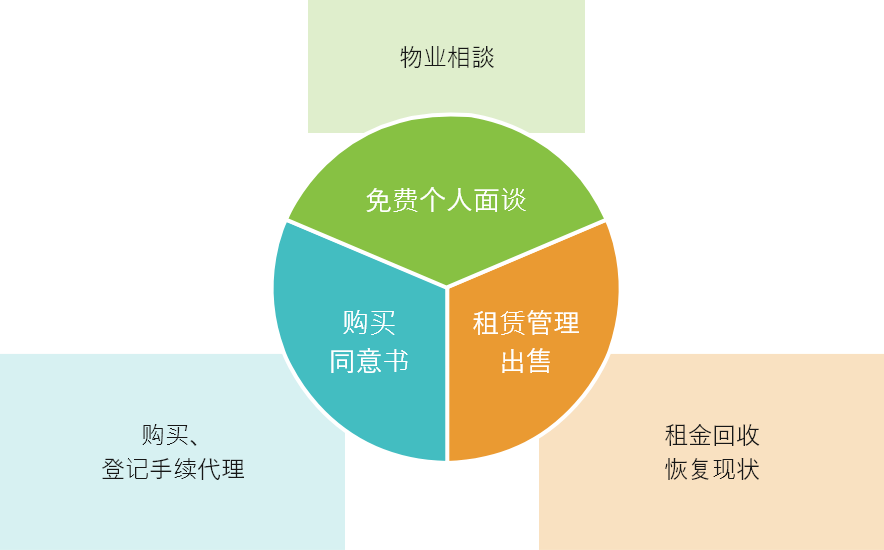 物业相談
免费个人面谈
购买
同意书
租赁管理
出售
购买、
登记手续代理
租金回收
恢复现状